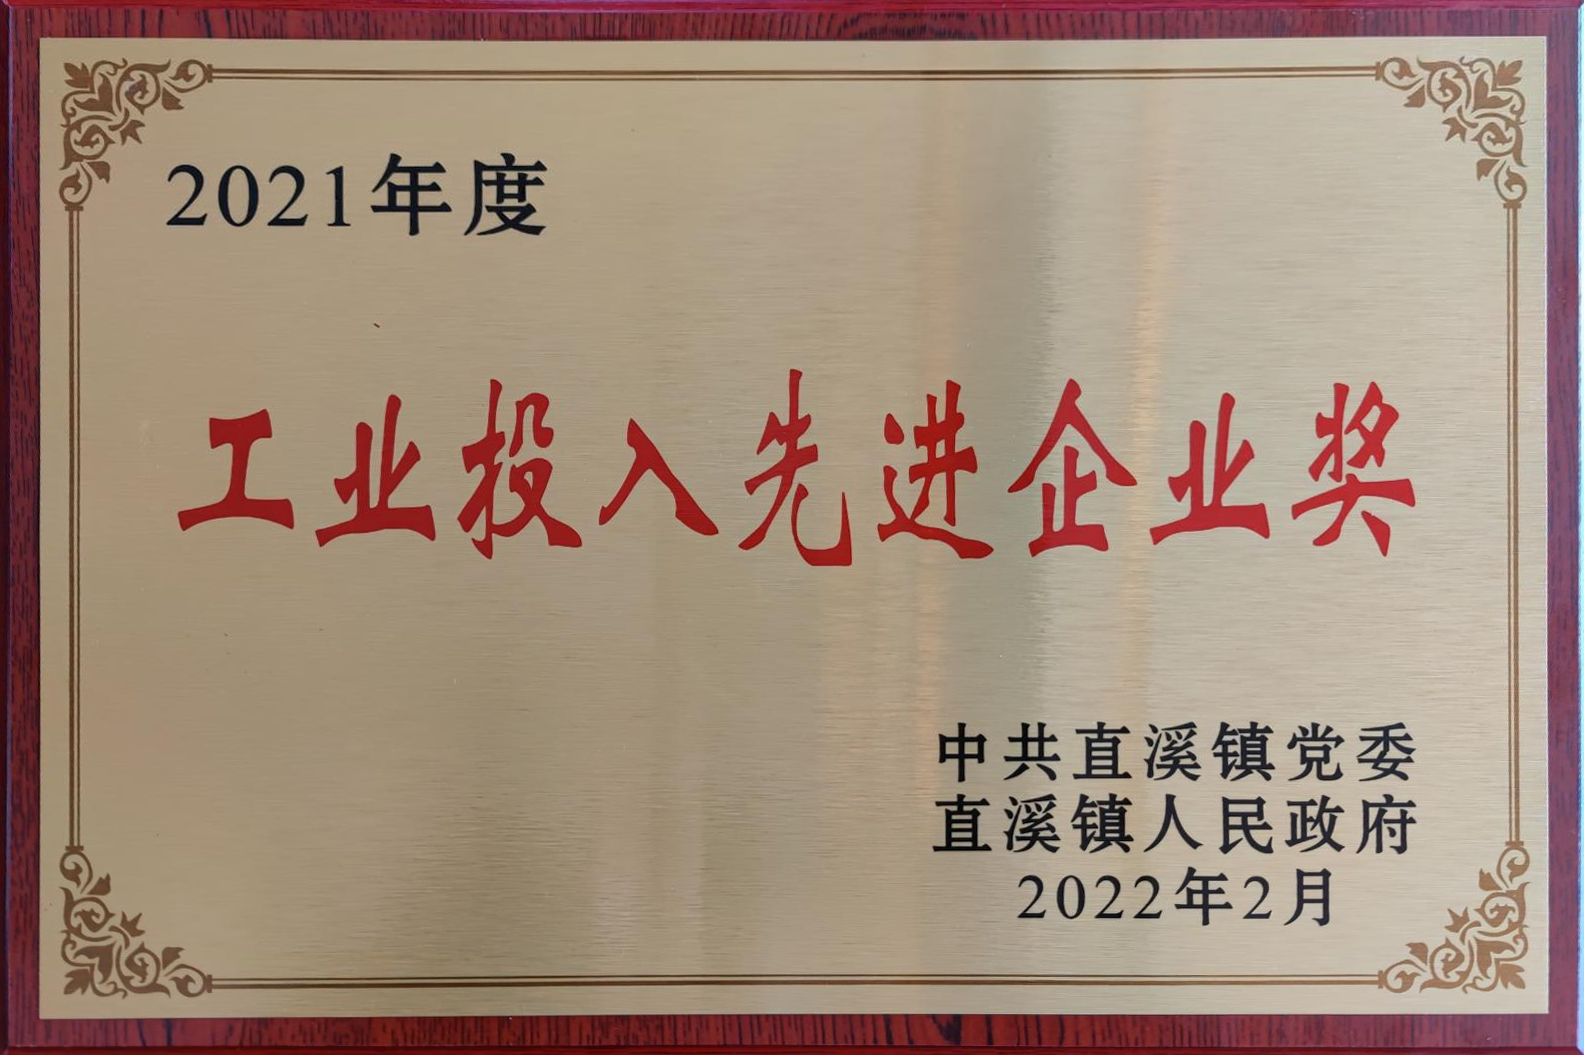 2021年度
工业投入先进企业奖
中共直溪镇党委
直溪镇人民政府
2022年2月